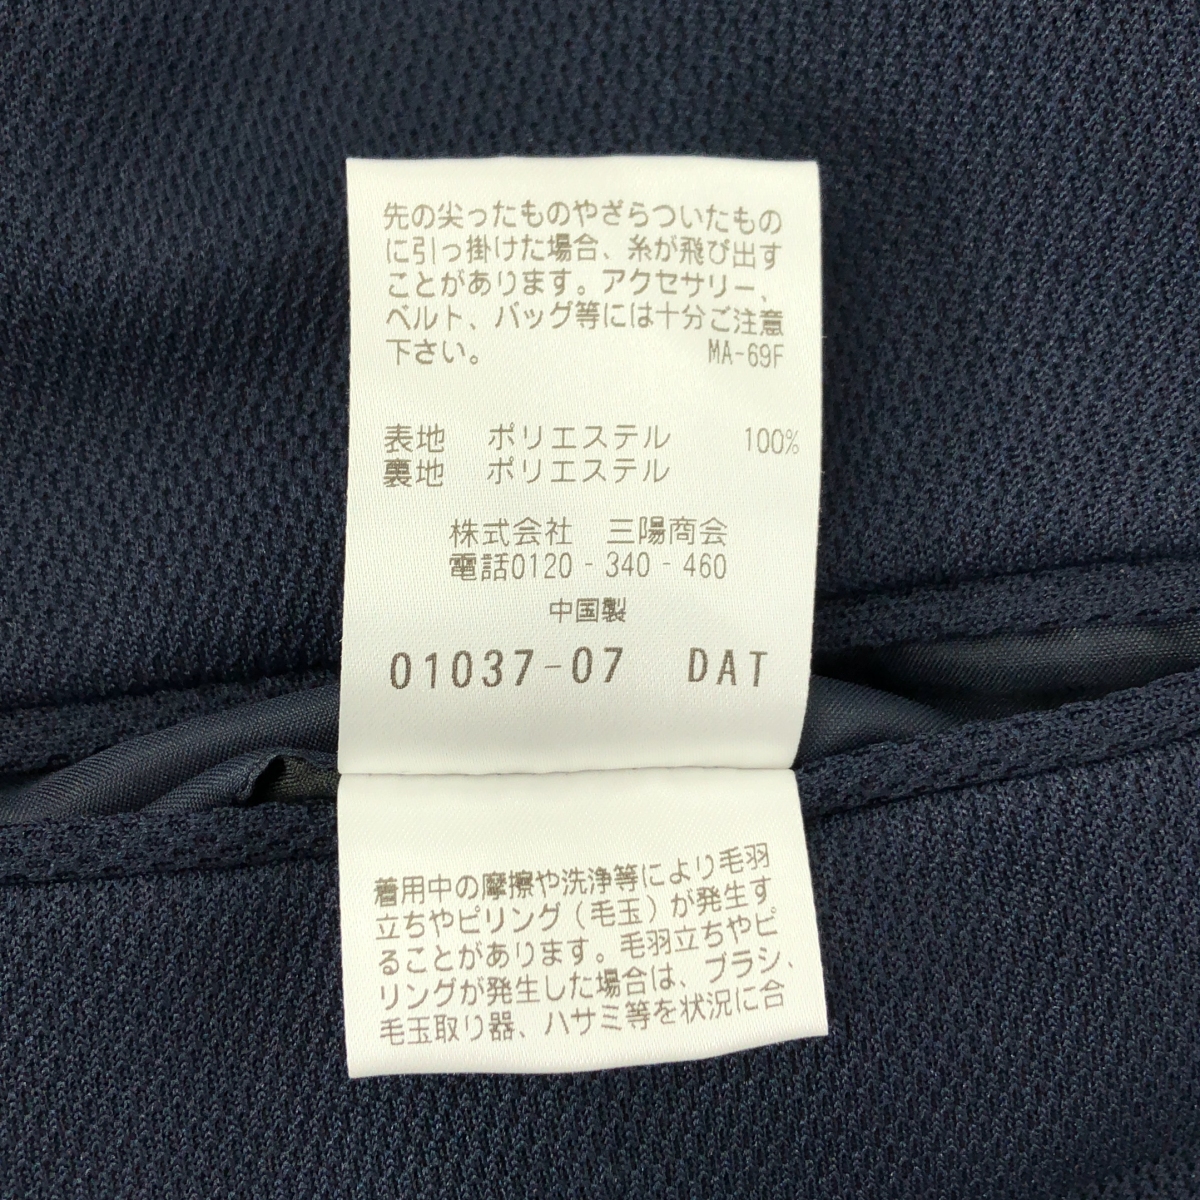 先の尖ったものやざらついたもの
に引っ掛けた場合、糸が飛び出す
ことがあります。アクセサリー、
ベルト、バッグ等には十分ご注意
下さい。 MA-69F
表地 ポリエステル 100%
裏地 ポリエステル
株式会社 三陽商会
電話0120-340-460
中国製
01037-07 DAT
着用中の摩擦や洗浄等により毛羽
立ちやピリング(毛玉)が発生す
ることがあります。毛羽立ちやピ
リングが発生した場合は、ブラシ、
毛玉取り器、ハサミ等を状況に合